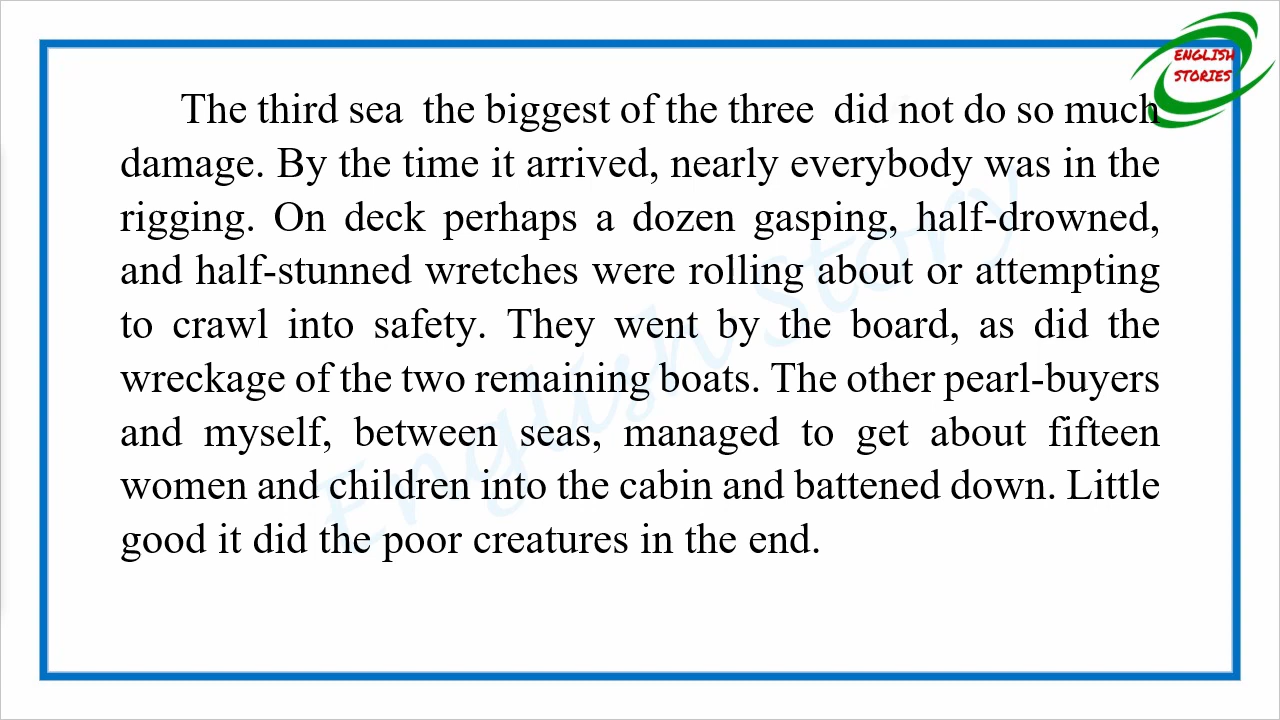 ENGLISH
STORIES
The third sea  the biggest of the three  did not do so much
damage. By the time it arrived, nearly everybody was in the
rigging. On deck perhaps a dozen gasping, half-drowned,
and half-stunned wretches were rolling about or attempting
to crawl into safety. They went by the board, as did the
wreckage of the two remaining boats. The other pearl-buyers
and myself, between seas, managed to get about fifteen
women and children into the cabin and battened down. Little
good it did the poor creatures in the end.
English Story